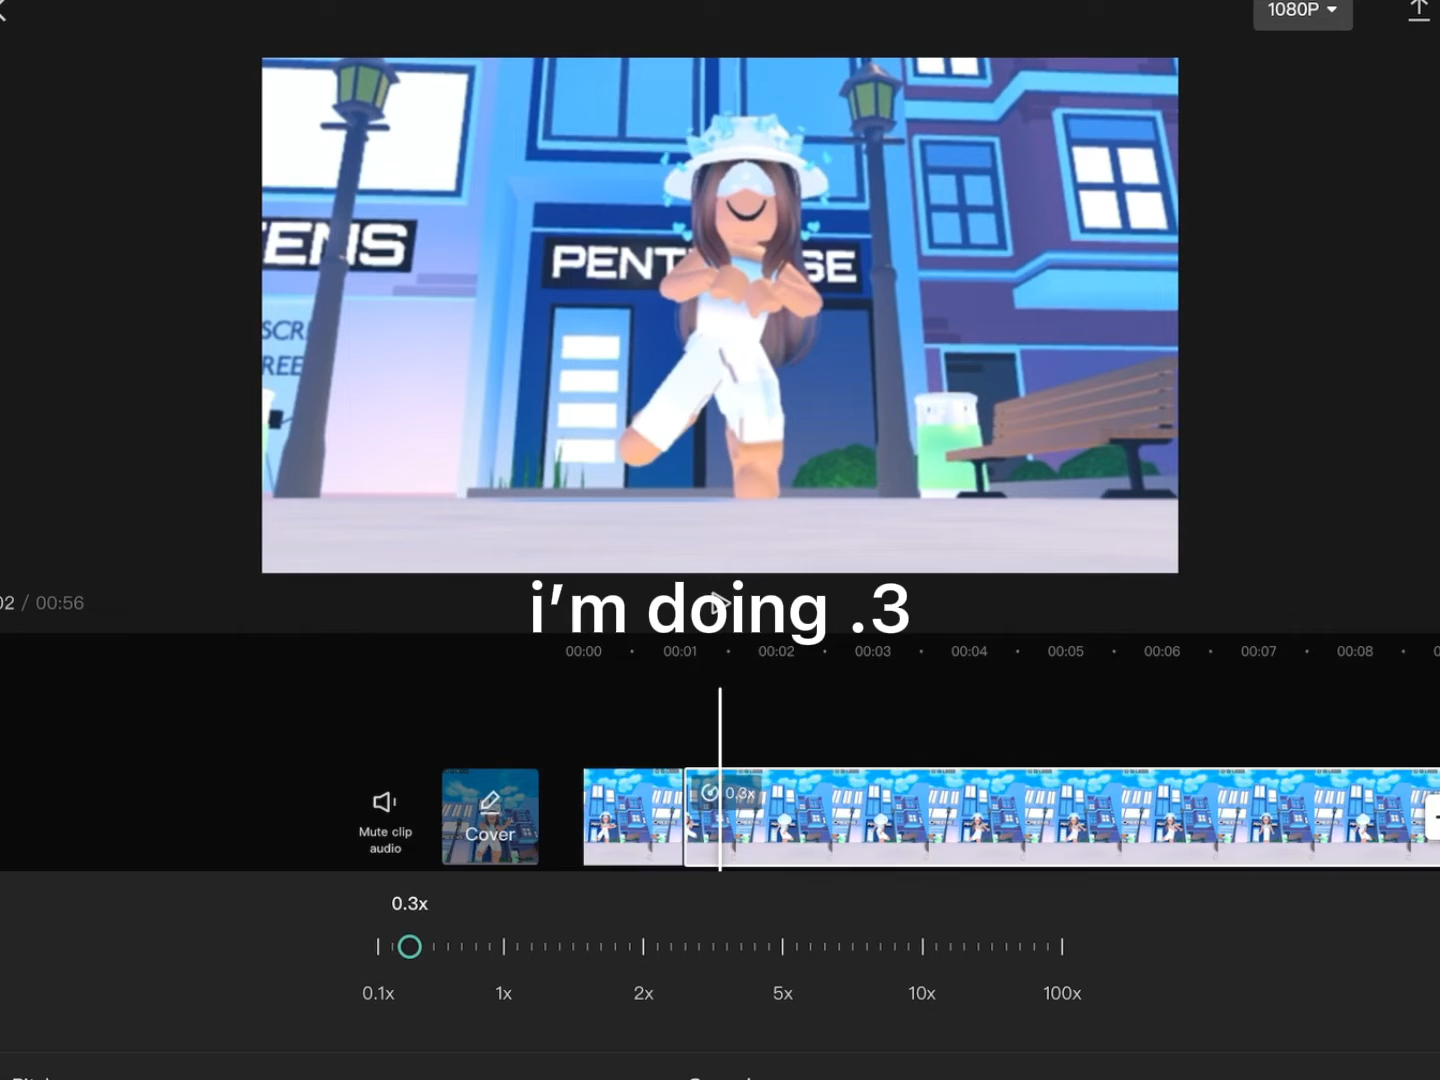 1080P
ENS
PENT SE
SCR
REE
02 / 00:56
i'm doing .3
00:00 00:01 00:02 00:03 00:04 00:05 00:06 00:07 00:08
0.3x
Mute clip
audio
Cover
0.3x
0.1x 1x 2x 5x 10x 100x